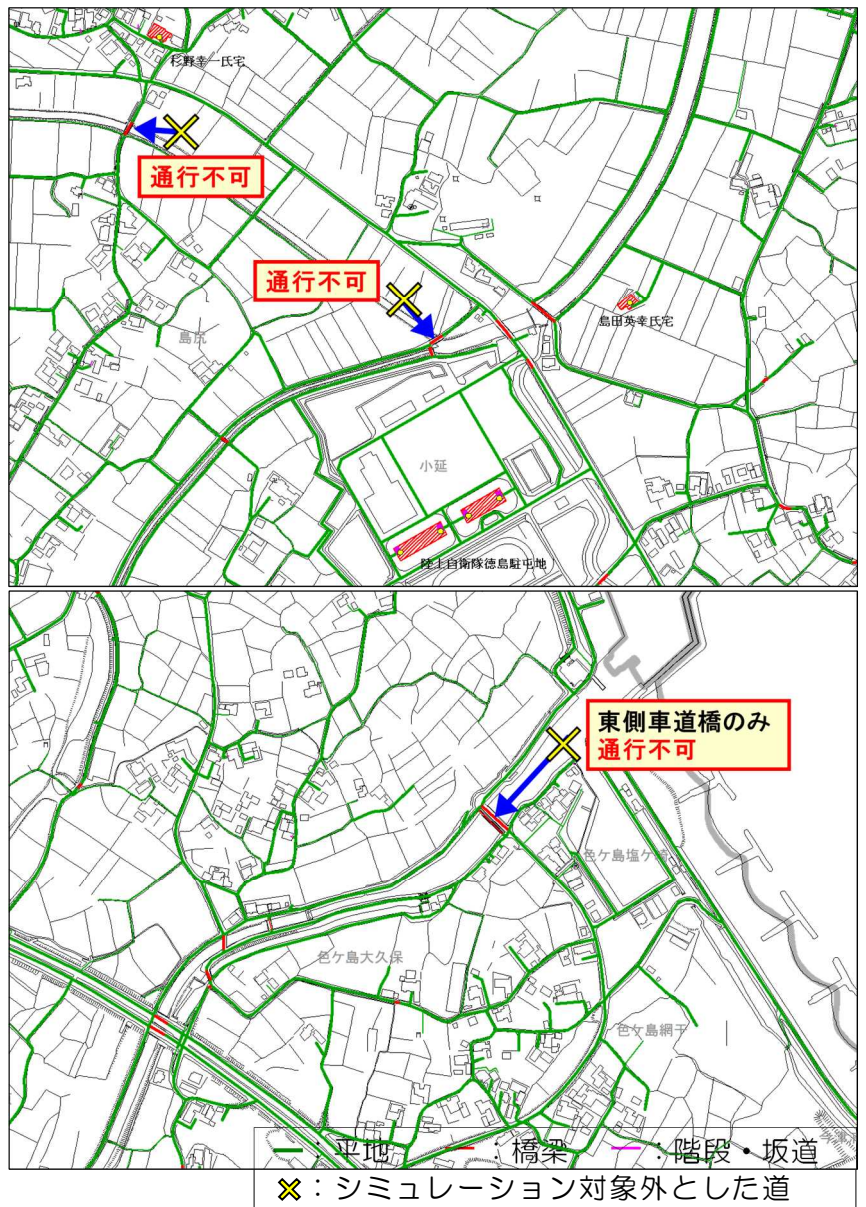 杉野幸一氏宅
通行不可
通行不可
島田英幸氏宅
島尻
小延
陸上自衛隊徳島駐屯地
東側車道橋のみ
通行不可
色ケ島塩ケ崎
色ケ島大久保
色ケ島網干
：平地 ：橋梁 ：階段・坂道
：シミュレーション対象外とした道